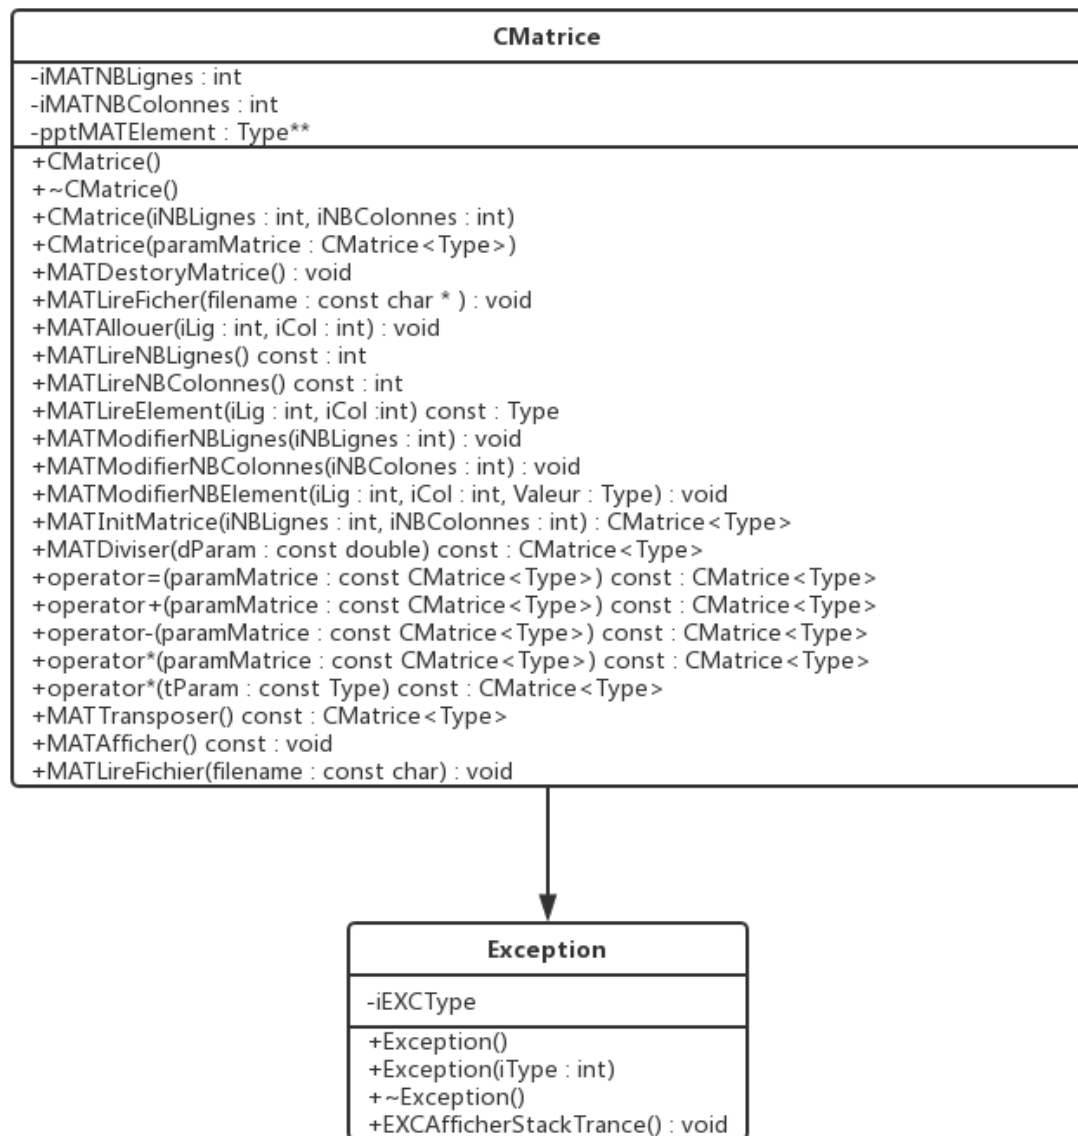 CMatrice
-iMATNBLignes : int
-iMATNBColonnes : int
-pptMATElement : Type**
+CMatrice()
+~CMatrice()
+CMatrice(iNBLignes : int, iNBColonnes : int)
+CMatrice(paramMatrice : CMatrice<Type>)
+MATDestoryMatrice() : void
+MATLireFicher(filename : const char * ) : void
+MATAllouer(iLig : int, iCol : int) : void
+MATLireNBLignes() const : int
+MATLireNBColonnes() const : int
+MATLireElement(iLig : int, iCol :int) const : Type
+MATModifierNBLignes(iNBLignes : int) : void
+MATModifierNBColonnes(iNBColones : int) : void
+MATModifierNBElement(iLig : int, iCol : int, Valeur : Type) : void
+MATInitMatrice(iNBLignes : int, iNBColonnes : int) : CMatrice<Type>
+MATDiviser(dParam : const double) const : CMatrice<Type>
+operator=(paramMatrice : const CMatrice<Type>) const : CMatrice<Type>
+operator+(paramMatrice : const CMatrice<Type>) const : CMatrice<Type>
+operator-(paramMatrice : const CMatrice<Type>) const : CMatrice<Type>
+operator*(paramMatrice : const CMatrice<Type>) const : CMatrice<Type>
+operator*(tParam : const Type) const : CMatrice<Type>
+MATTransposer() const : CMatrice<Type>
+MATAfficher() const : void
+MATLireFichier(filename : const char) : void
Exception
-iEXCType
+Exception()
+Exception(iType : int)
+~Exception()
+EXCAfficherStackTrance() : void